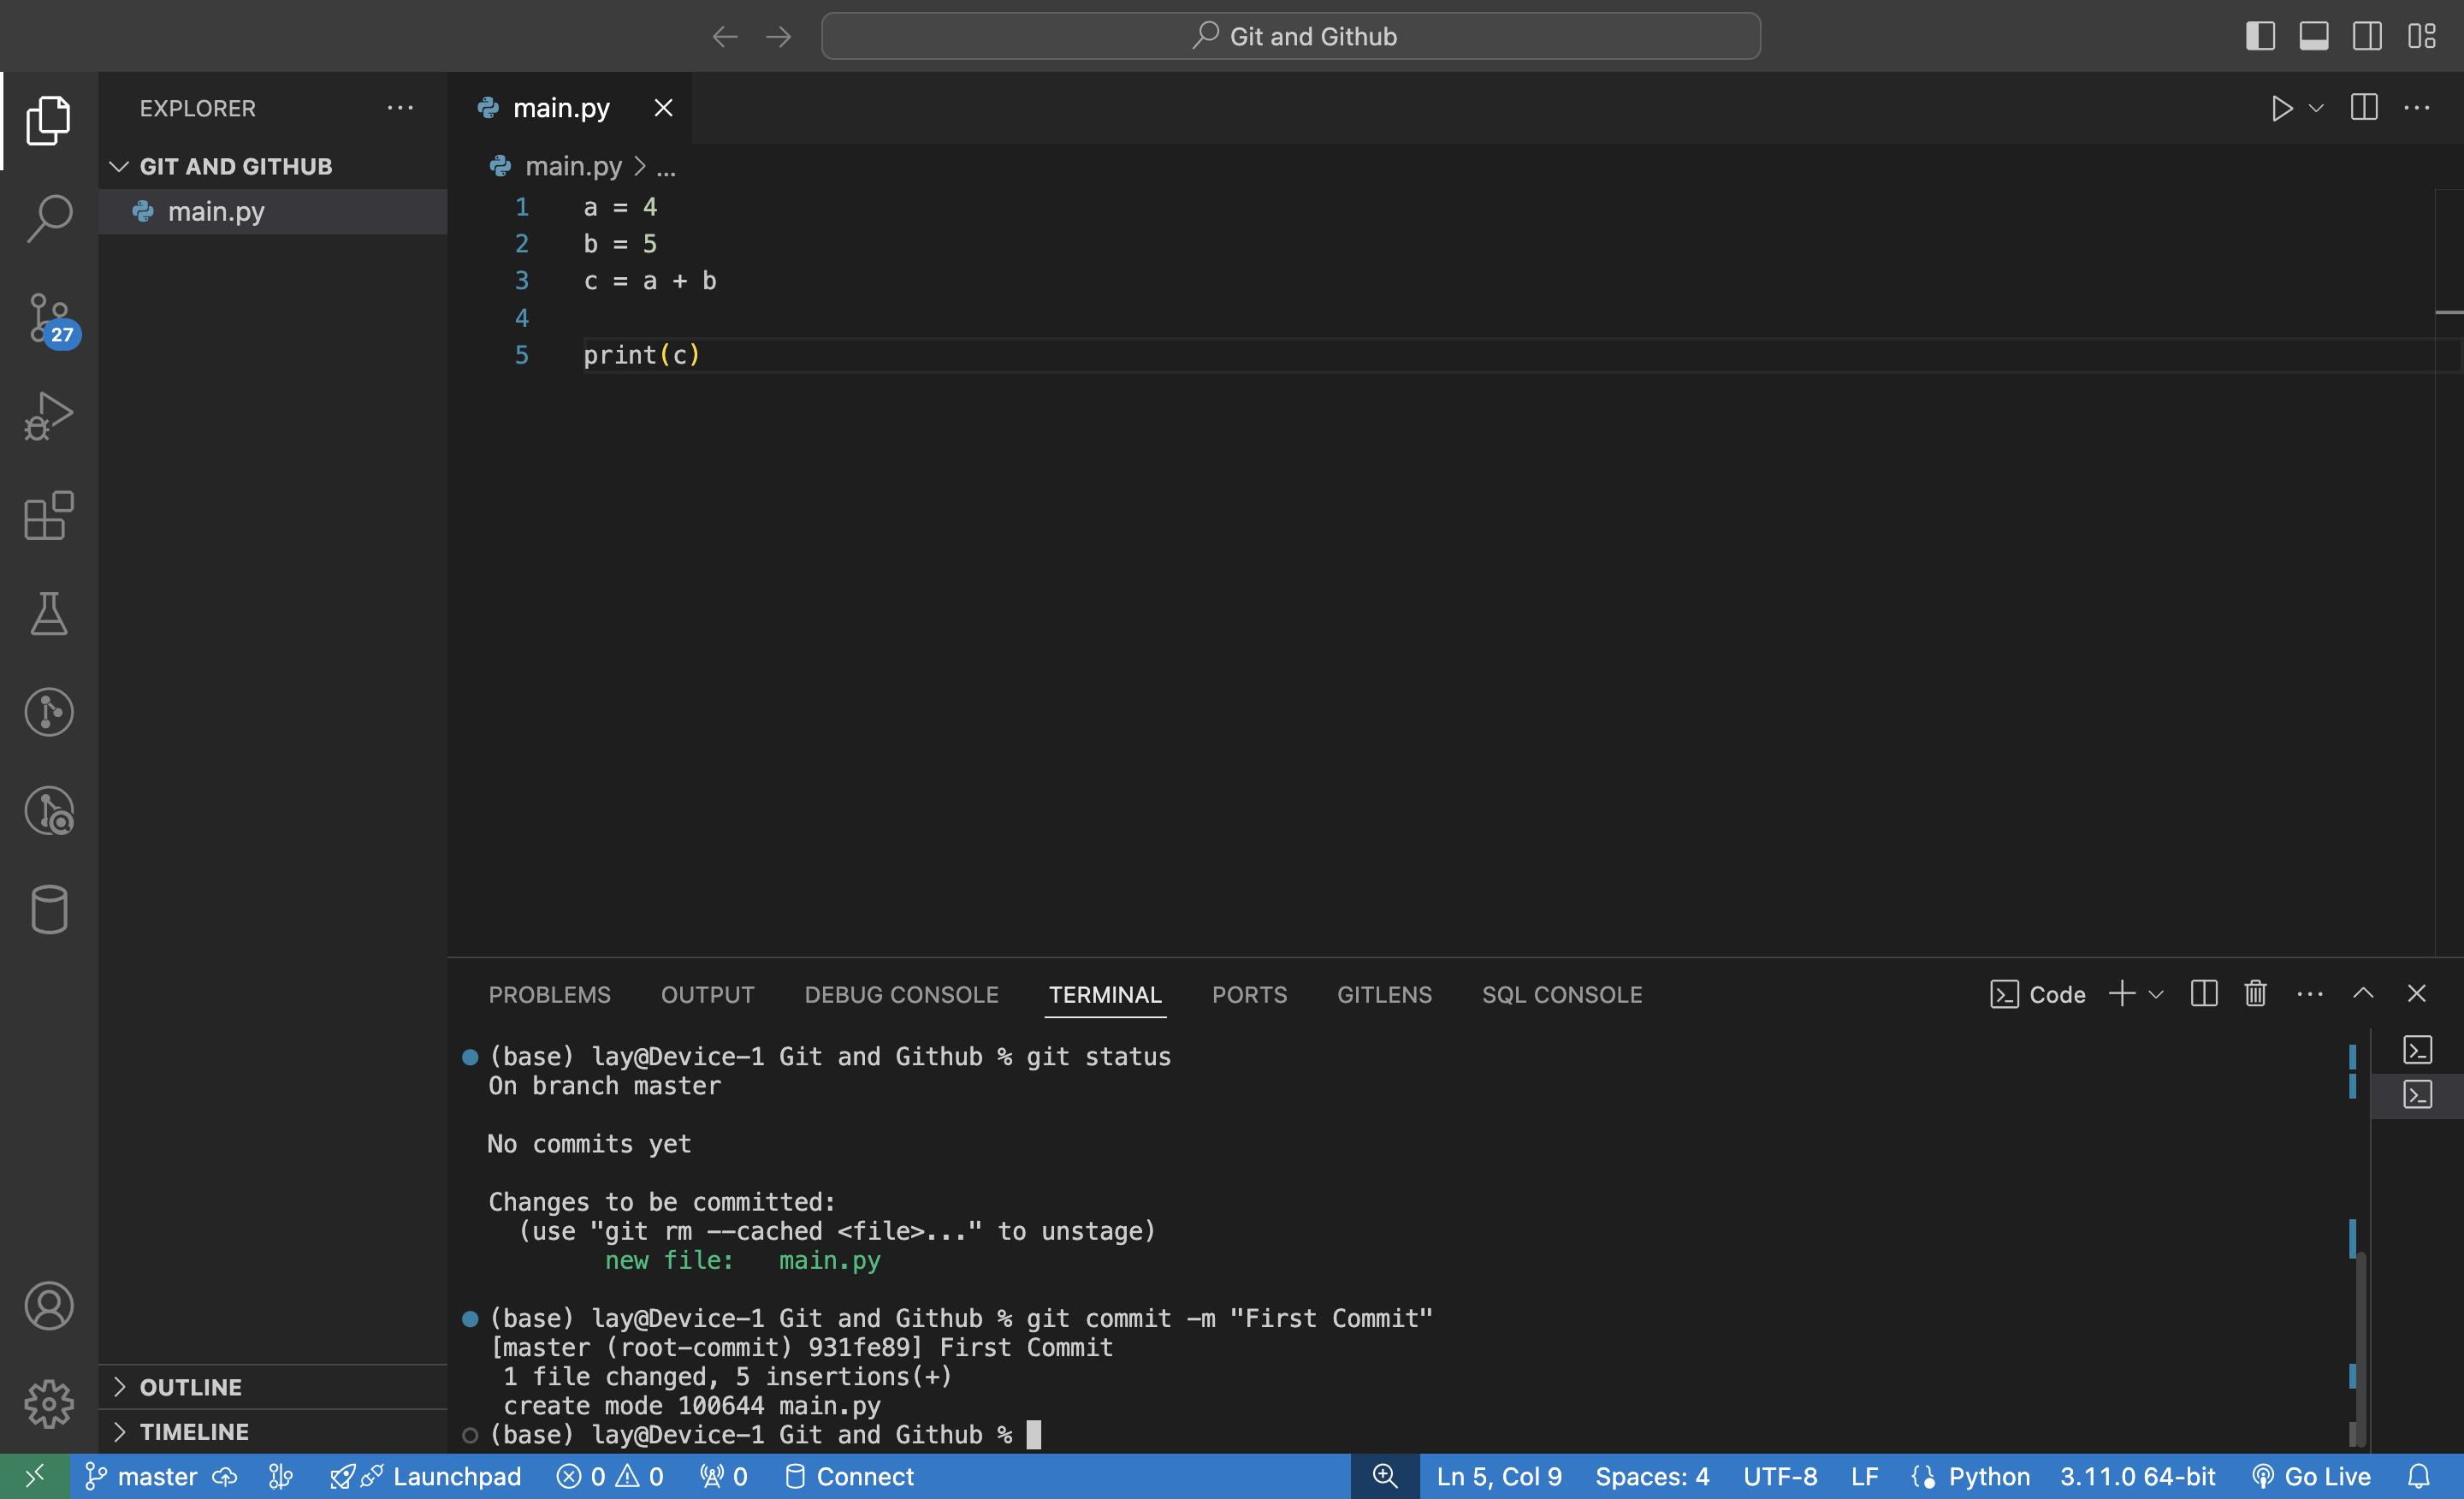 Git and Github
EXPLORER
GIT AND GITHUB
main.py
27
OUTLINE
TIMELINE
main.py
main.py > ...
1 a = 4
2 b = 5
3 c = a + b
4
5 print(c)
PROBLEMS OUTPUT DEBUG CONSOLE TERMINAL PORTS GITLENS SQL CONSOLE Code
(base) lay@Device-1 Git and Github % git status
On branch master
No commits yet
Changes to be committed:
(use "git rm --cached <file>..." to unstage)
new file: main.py
(base) lay@Device-1 Git and Github % git commit -m "First Commit"
[master (root-commit) 931fe89] First Commit
1 file changed, 5 insertions(+)
create mode 100644 main.py
(base) lay@Device-1 Git and Github %
master Launchpad 0 0 0 Connect Ln 5, Col 9 Spaces: 4 UTF-8 LF Python 3.11.0 64-bit Go Live